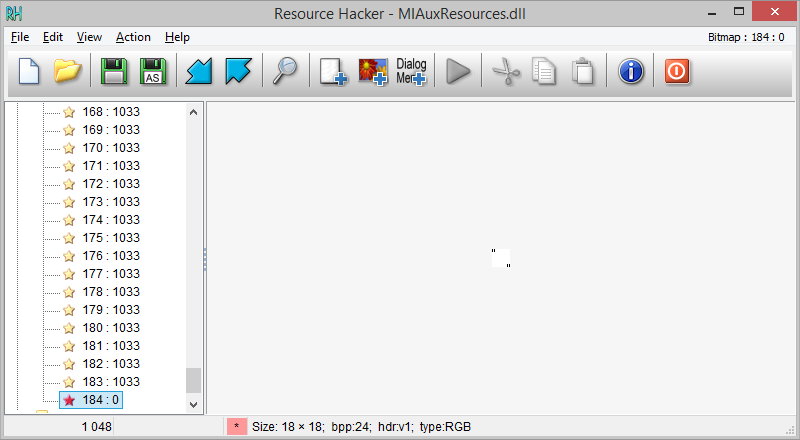 RH Resource Hacker - MIAuxResources.dll
File Edit View Action Help Bitmap : 184 : 0
AS Dialog
Menu
168 : 1033
169 : 1033
170 : 1033
171 : 1033
172 : 1033
173 : 1033
174 : 1033
175 : 1033
176 : 1033
177 : 1033
178 : 1033
179 : 1033
180 : 1033
181 : 1033
182 : 1033
183 : 1033
184 : 0
1 048 * Size: 18 × 18; bpp:24; hdr:v1; type:RGB